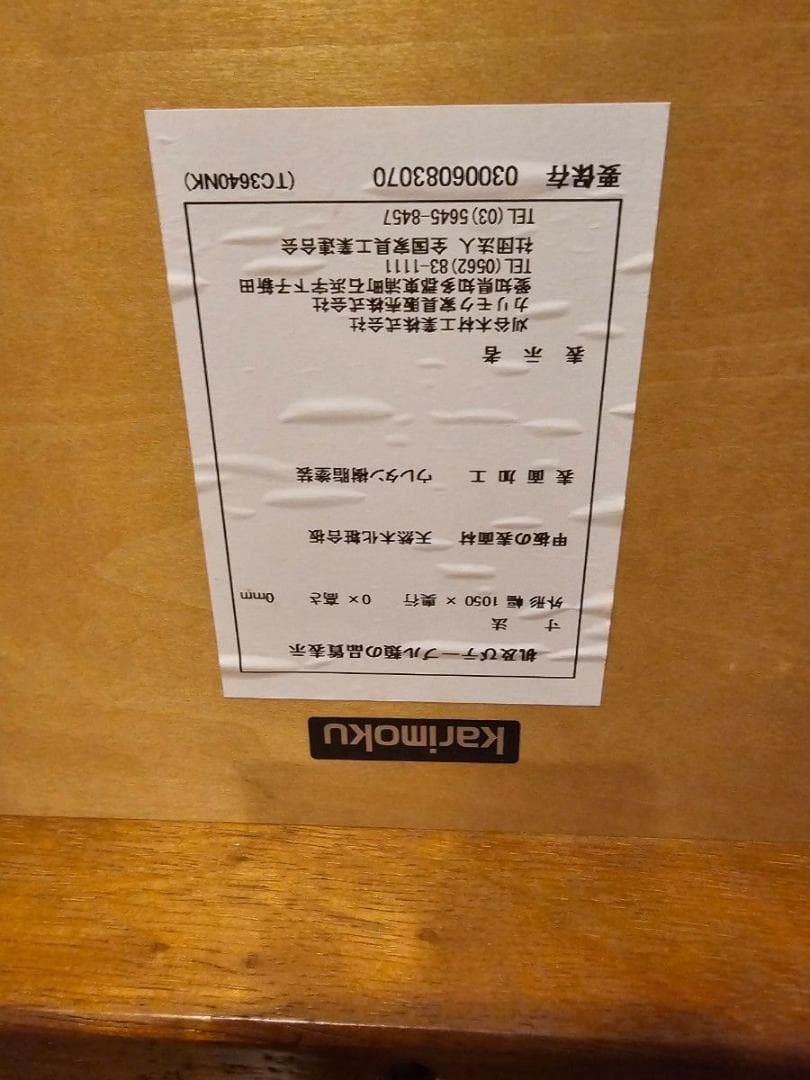 karimoku
机及びテーブル類の品質表示
寸 法
外形 幅 1050 × 奥行 0× 高さ 0mm
甲板の表面材 天然木化粧合板
表 面 加 工 ウレタン樹脂塗装
表 示 者
刈谷木材工業株式会社
カリモク家具販売株式会社
愛知県知多郡東浦町石浜字下子新田
TEL (0562) 83-1111
社団法人 全国家具工業連合会
TEL (03) 5645-8457
要保存 03006083070 (TC3640NK)